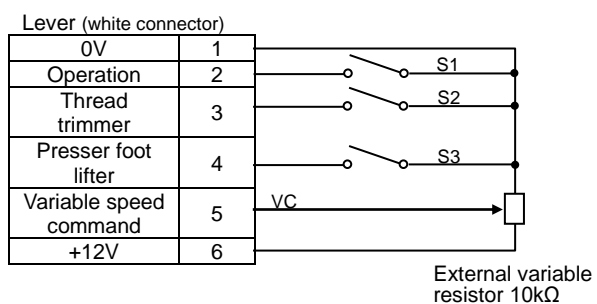 Lever (white connector)
0V 1
Operation 2
Thread
trimmer 3
Presser foot
lifter 4
Variable speed
command 5
+12V 6
S1
S2
S3
VC
External variable
resistor 10kΩ